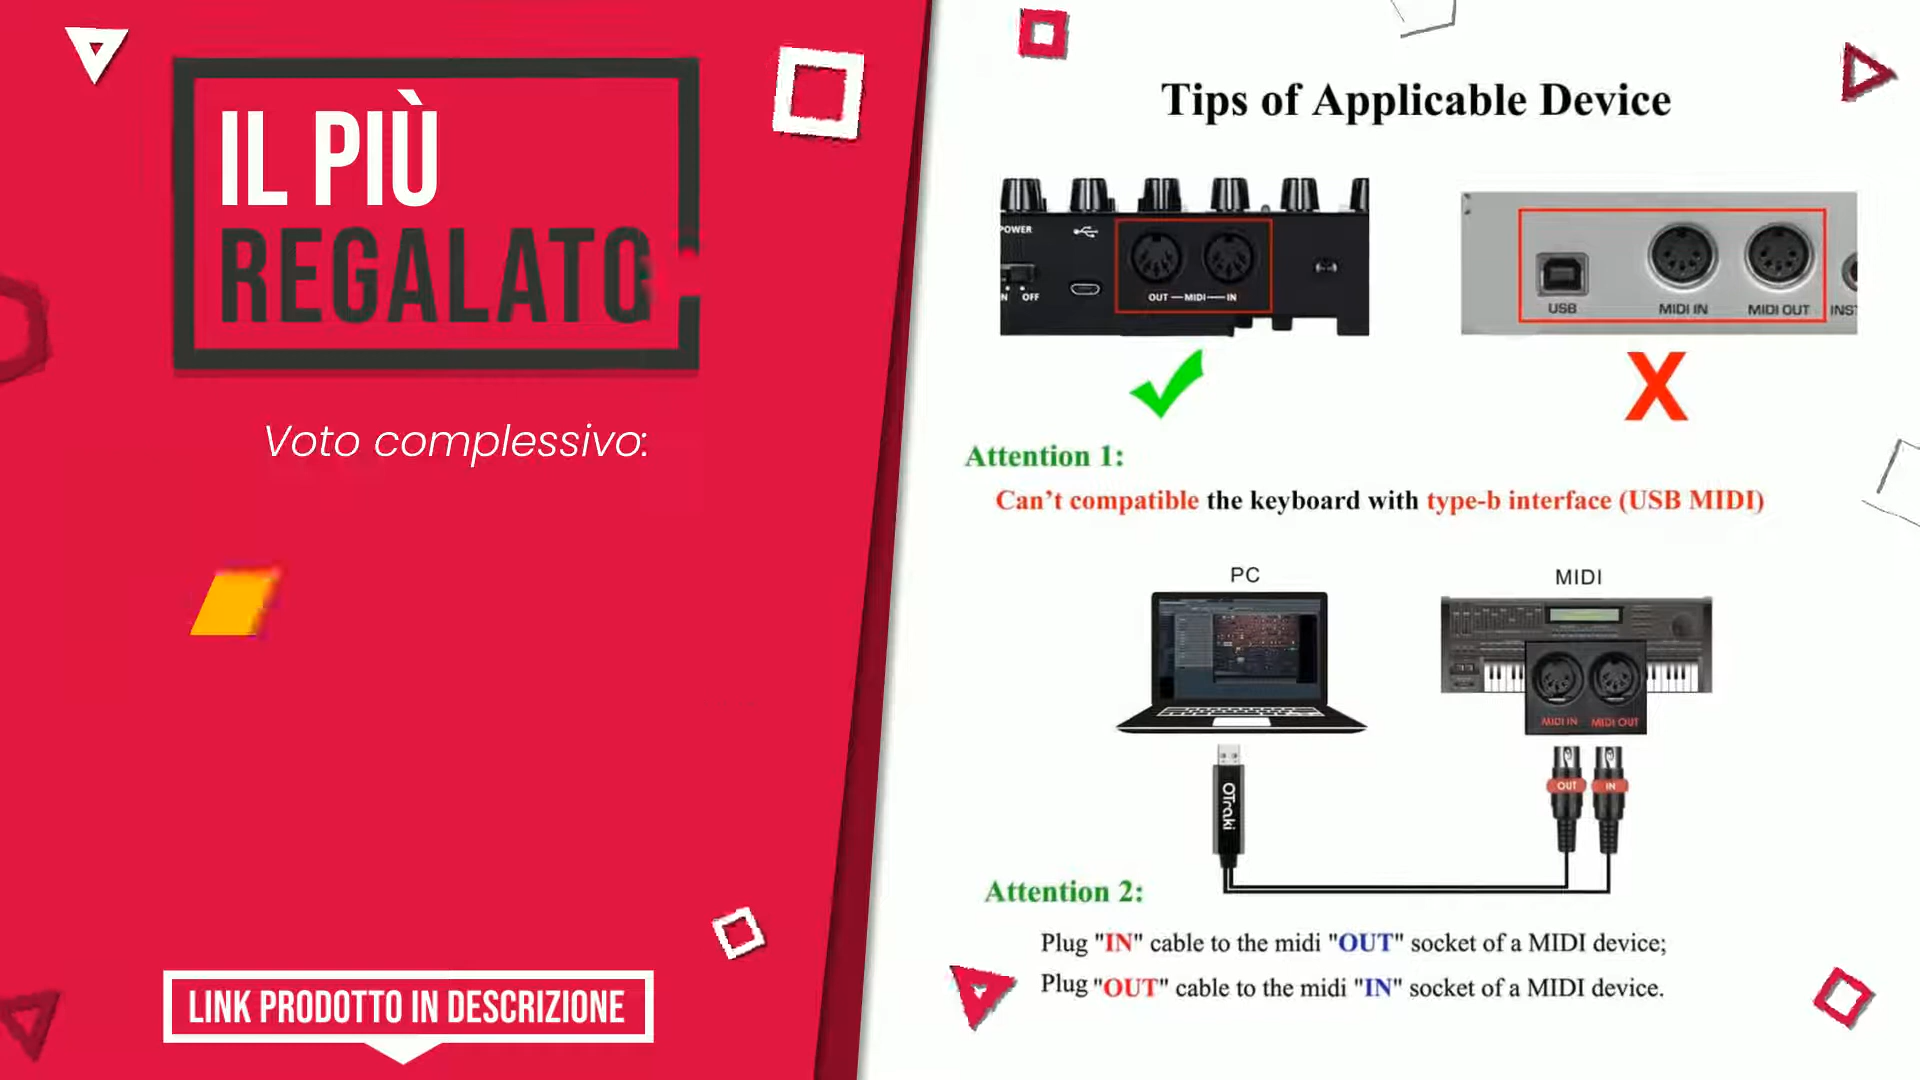 IL PIÙ
REGALATO
Voto complessivo:
LINK PRODOTTO IN DESCRIZIONE
Tips of Applicable Device
POWER
N OFF
OUT — MIDI — IN
USB
MIDI IN
MIDI OUT
INS
X
Attention 1:
Can't compatible the keyboard with type-b interface (USB MIDI)
PC
MIDI
MIDI IN MIDI OUT
OUT
IN
OTraki
Attention 2:
Plug "IN" cable to the midi "OUT" socket of a MIDI device;
Plug "OUT" cable to the midi "IN" socket of a MIDI device.